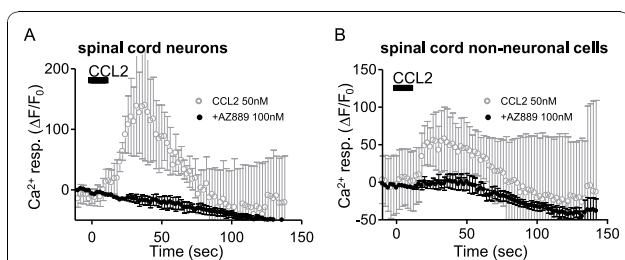 A
spinal cord neurons
CCL2
Ca²⁺ resp. (ΔF/F₀)
200
100
0
0
50
100
150
Time (sec)
CCL2 50nM
+AZ889 100nM
B
spinal cord non-neuronal cells
CCL2
Ca²⁺ resp. (ΔF/F₀)
150
100
50
0
-50
0
50
100
150
Time (sec)
CCL2 50nM
+AZ889 100nM